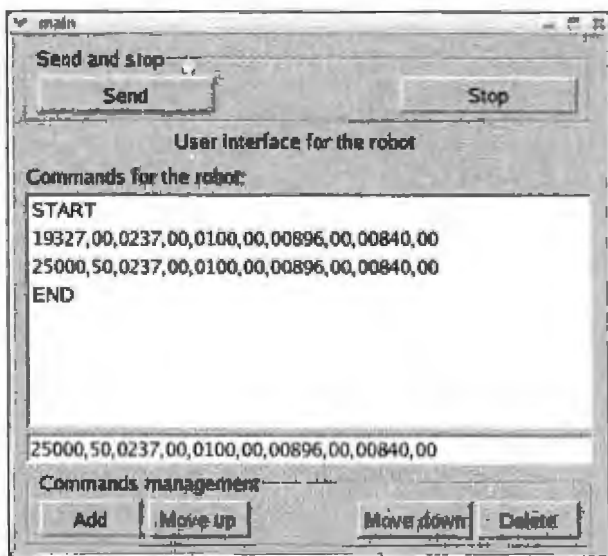 main
Send and stop
Send Stop
User interface for the robot
Commands for the robot:
START
19327,00,0237,00,0100,00,00896,00,00840,00
25000,50,0237,00,0100,00,00896,00,00840,00
END
25000,50,0237,00,0100,00,00896,00,00840,00
Commands management
Add Move up Move down Delete